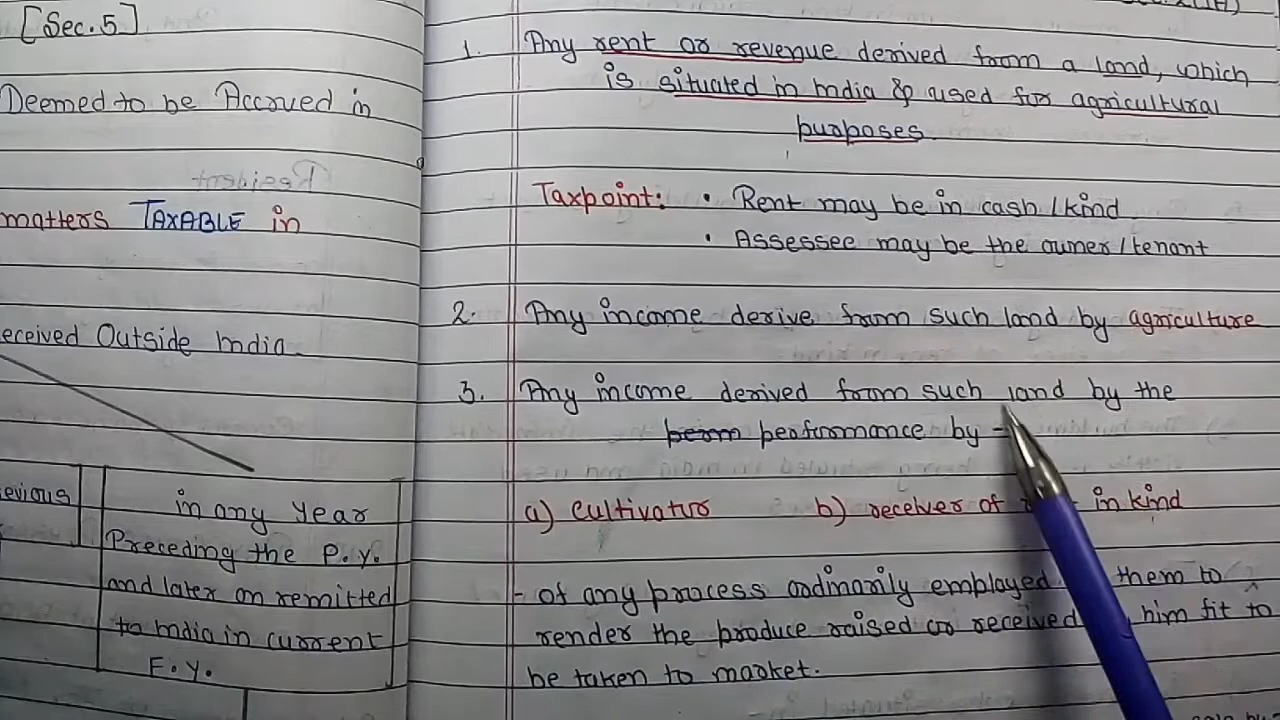 [Sec. 5]
Deemed to be Accrued in
matters TAXABLE in
eceived Outside India
evious
in any Year
Preceding the P.Y.
and later on remitted
to India in current
F.Y.
1. Any rent or revenue derived from a land, which
is situated in India & used for agricultural
purposes.
Taxpoint: • Rent may be in cash/kind
• Assessee may be the owner/tenant
2. Any income derive from such land by agriculture
3. Any income derived from such land by the
performance by -
a) Cultivator b) receiver of in kind
- of any process ordinarily employed them to
render the produce raised or received him fit to
be taken to market.